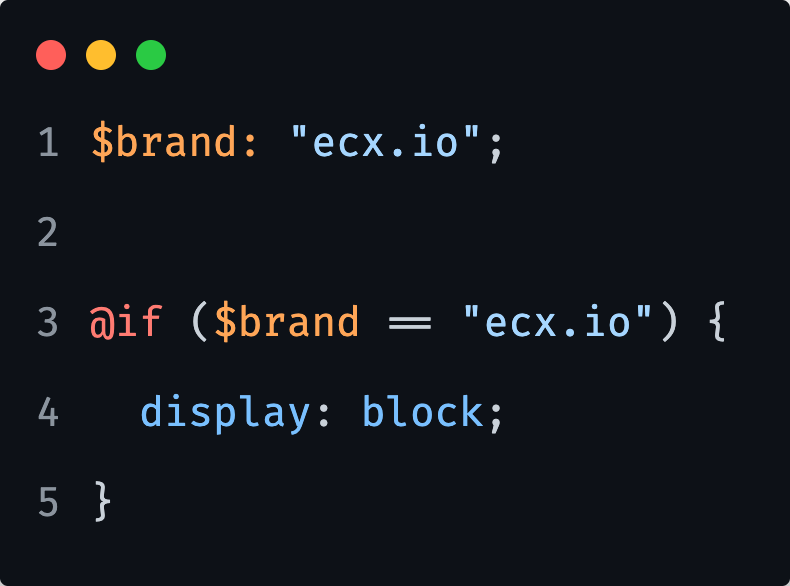 1 $brand: "ecx.io";
2
3 @if ($brand == "ecx.io") {
4   display: block;
5 }